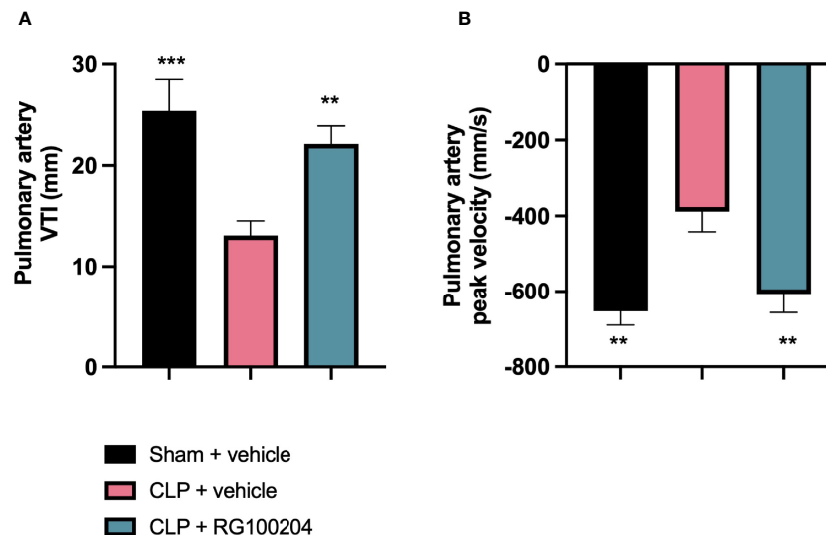 A
Pulmonary artery
VTI (mm)
30
20
10
0
***
**
B
Pulmonary artery
peak velocity (mm/s)
0
-200
-400
-600
-800
**
**
Sham + vehicle
CLP + vehicle
CLP + RG100204